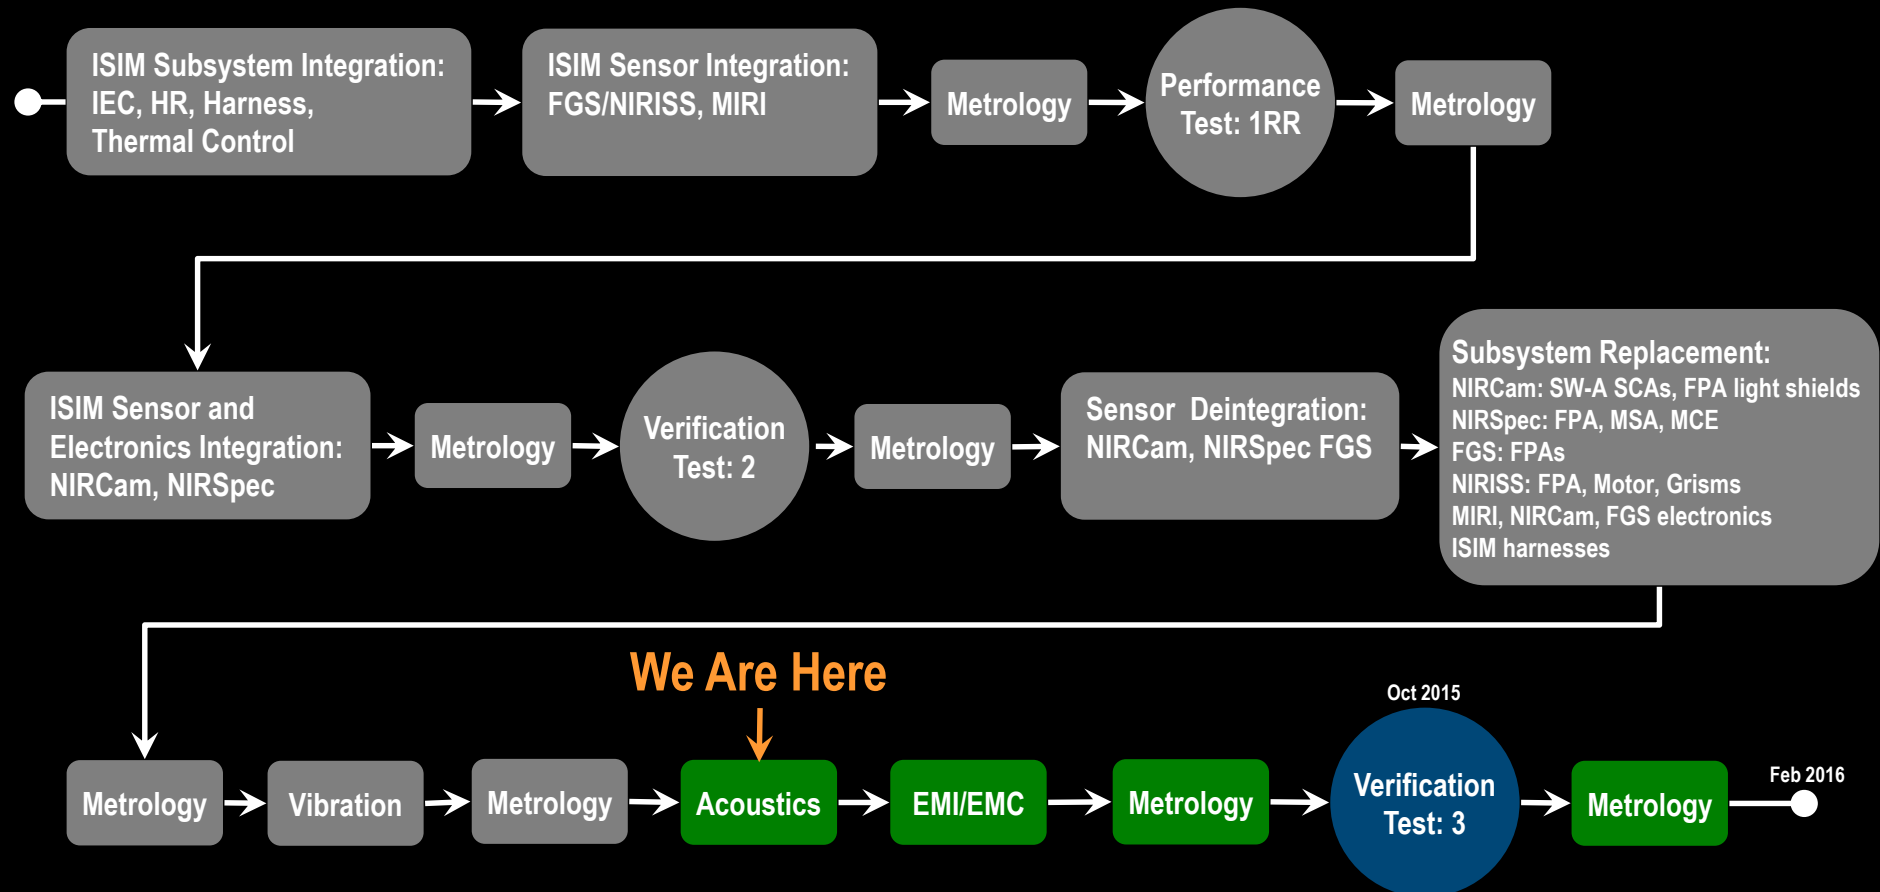 ISIM Subsystem Integration:
IEC, HR, Harness,
Thermal Control
ISIM Sensor Integration:
FGS/NIRISS, MIRI
Metrology
Performance
Test: 1RR
Metrology
ISIM Sensor and
Electronics Integration:
NIRCam, NIRSpec
Metrology
Verification
Test: 2
Metrology
Sensor Deintegration:
NIRCam, NIRSpec FGS
Subsystem Replacement:
NIRCam: SW-A SCAs, FPA light shields
NIRSpec: FPA, MSA, MCE
FGS: FPAs
NIRISS: FPA, Motor, Grisms
MIRI, NIRCam, FGS electronics
ISIM harnesses
We Are Here
Metrology
Vibration
Metrology
Acoustics
EMI/EMC
Metrology
Oct 2015
Verification
Test: 3
Metrology
Feb 2016